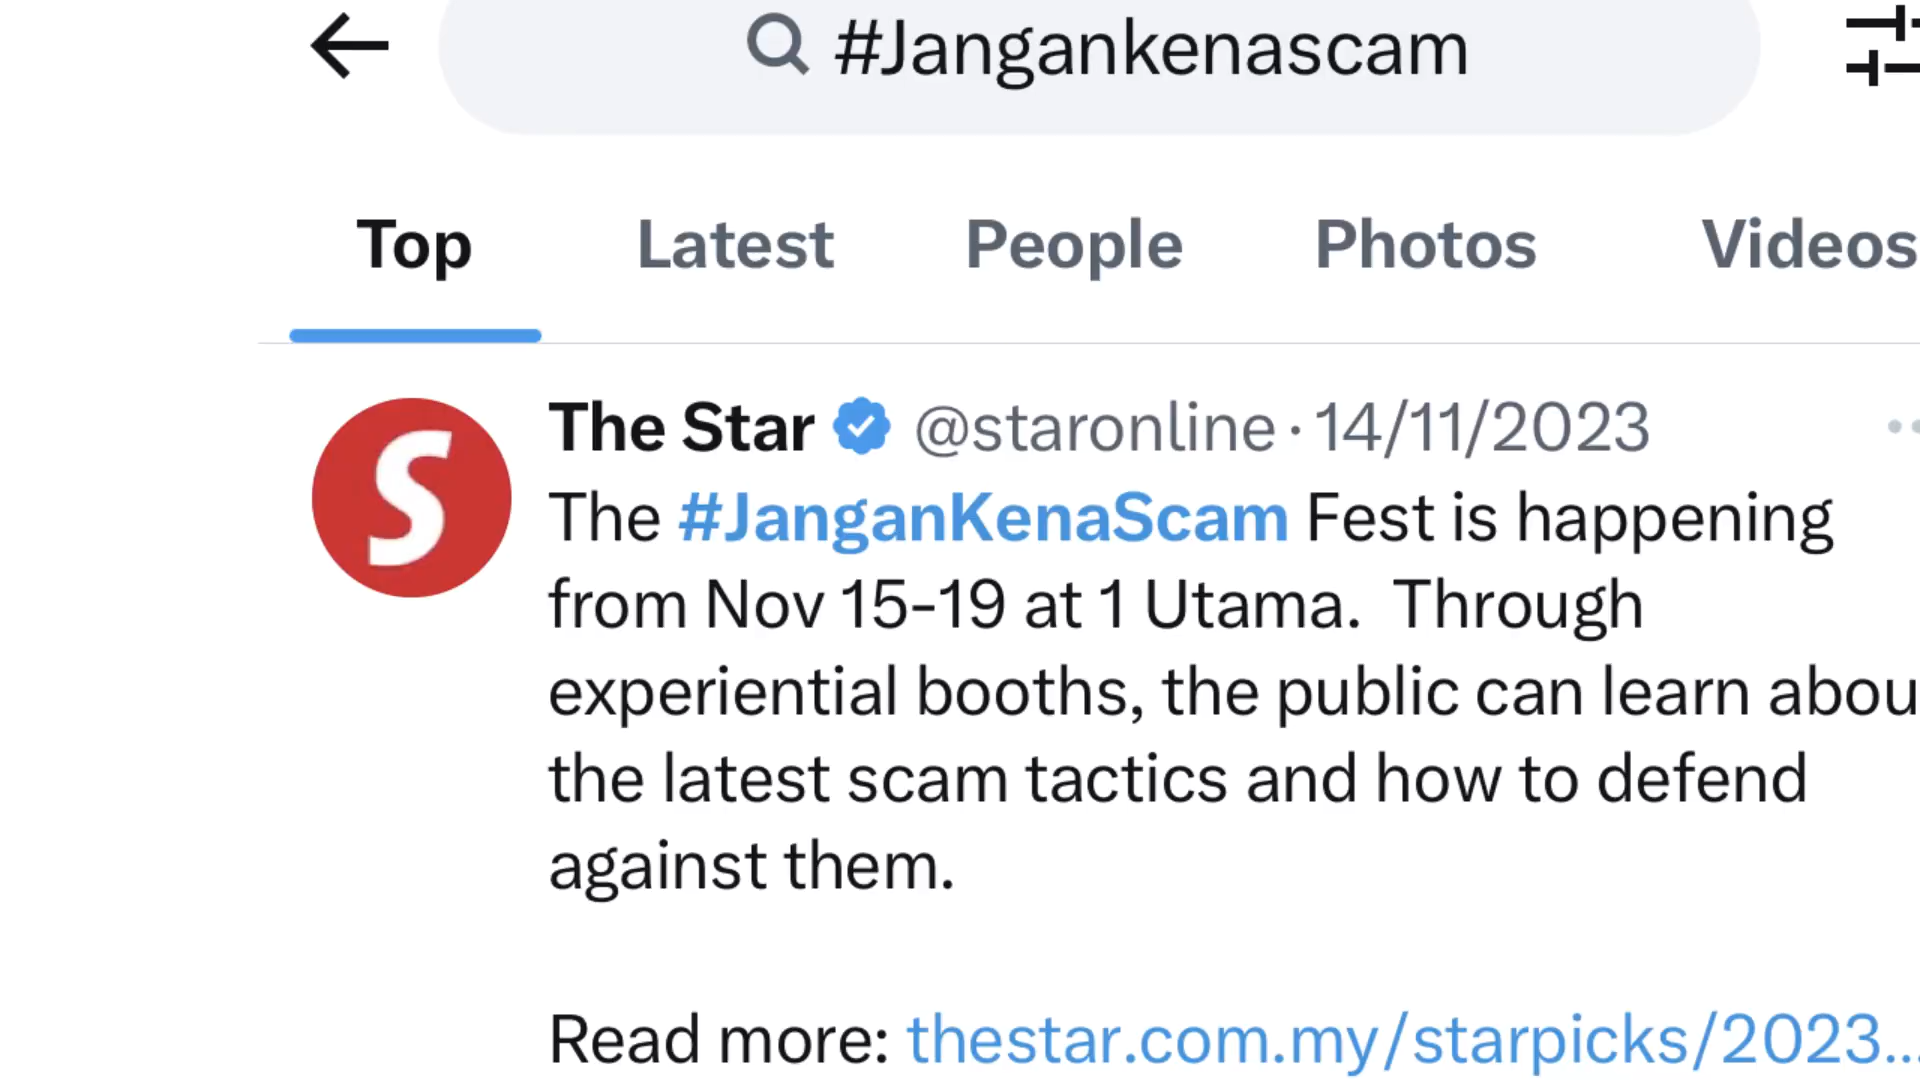 #Jangankenascam
Top Latest People Photos Videos
S
The Star @staronline · 14/11/2023
The #JanganKenaScam Fest is happening
from Nov 15-19 at 1 Utama. Through
experiential booths, the public can learn abou
the latest scam tactics and how to defend
against them.
Read more: thestar.com.my/starpicks/2023...